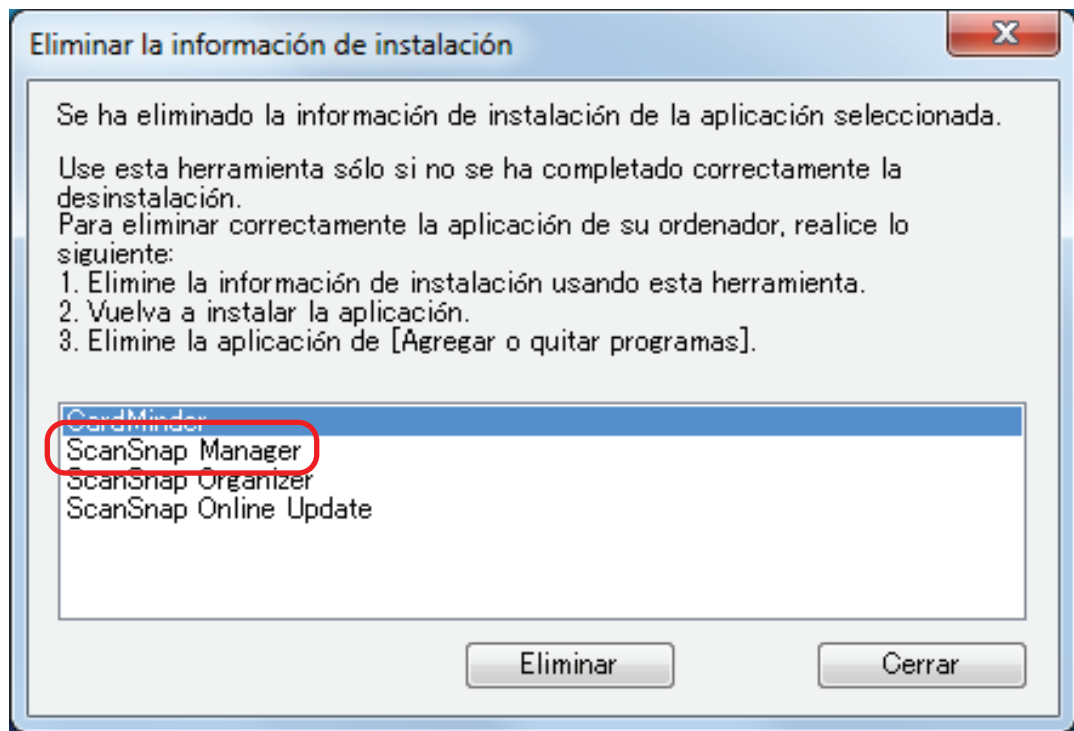 Eliminar la información de instalación
Se ha eliminado la información de instalación de la aplicación seleccionada.
Use esta herramienta sólo si no se ha completado correctamente la
desinstalación.
Para eliminar correctamente la aplicación de su ordenador, realice lo
siguiente:
1. Elimine la información de instalación usando esta herramienta.
2. Vuelva a instalar la aplicación.
3. Elimine la aplicación de [Agregar o quitar programas].
CardMinder
ScanSnap Manager
ScanSnap Organizer
ScanSnap Online Update
Eliminar
Cerrar